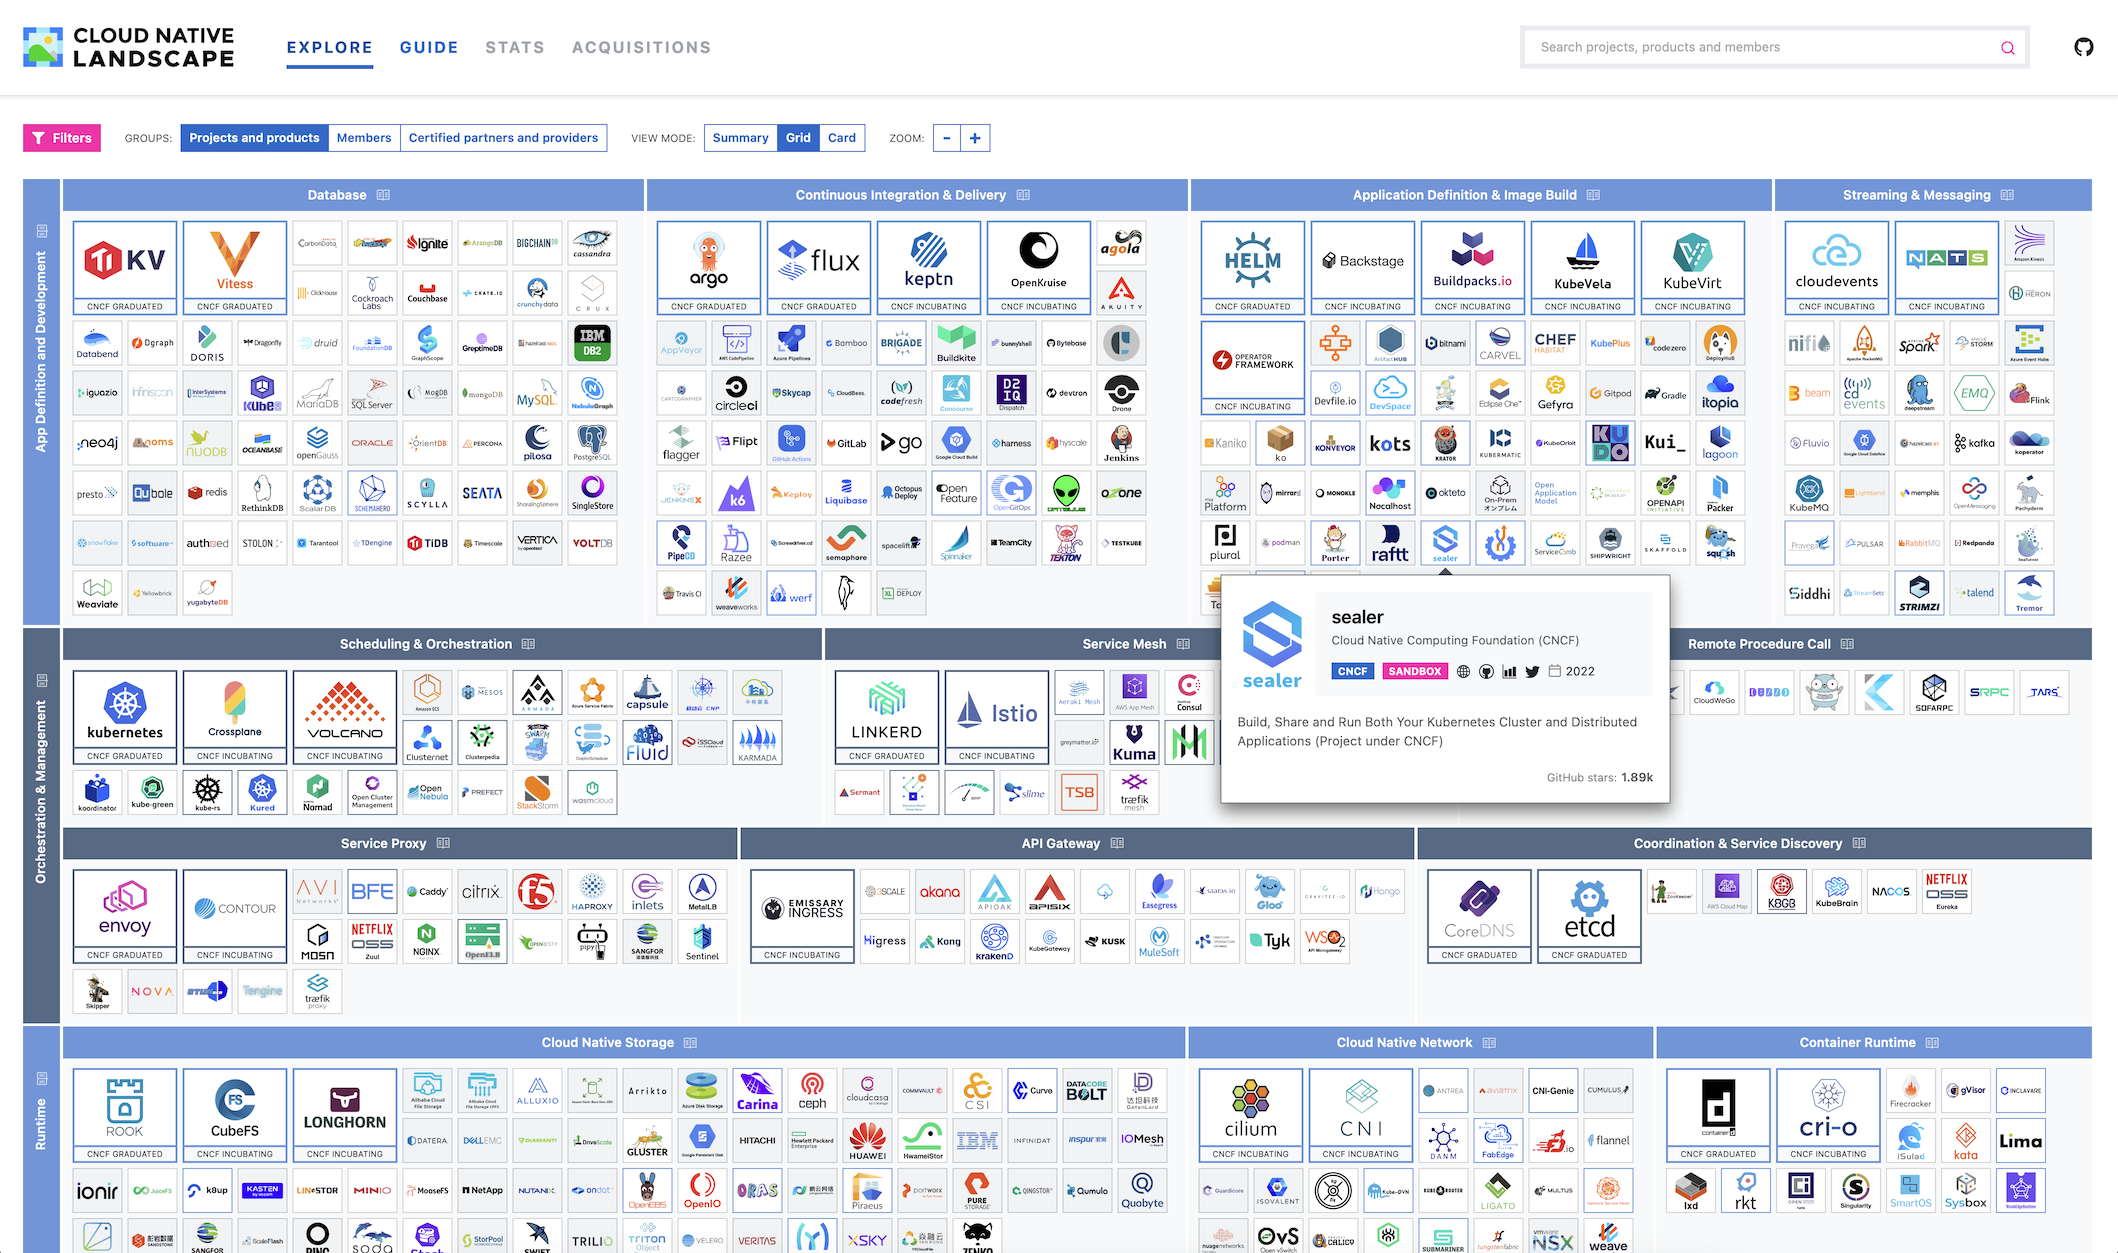 CLOUD NATIVE
LANDSCAPE
EXPLORE GUIDE STATS ACQUISITIONS
Search projects, products and members
Filters GROUPS: Projects and products Members Certified partners and providers VIEW MODE: Summary Grid Card ZOOM: - +
App Definition and Development
Database
TiKV
CNCF GRADUATED
Vitess
CNCF GRADUATED
CarbonData Ignite ArangoDB BIGCHAINDB cassandra
ClickHouse Cockroach Labs Couchbase CRATE.IO crunchydata CRUX
Databend Dgraph DORIS Dragonfly druid FoundationDB GraphScope GreptimeDB hazelcast IBM DB2
iguazio infinispan InterSystems KUBEDB MariaDB SQL Server MogDB mongoDB MySQL NebulaGraph
neo4j noms NUODB OCEANBASE openGauss ORACLE OrientDB PERCONA pilosa PostgreSQL
presto Qubole redis RethinkDB ScalarDB SCHEMAHERO SCYLLA SEATA ShardingSphere SingleStore
snowflake software AG authzed STOLON Tarantool TDengine TiDB Timescale VERTICA VOLTDB
Weaviate Yellowbrick yugabyteDB
Continuous Integration & Delivery
argo
CNCF GRADUATED
flux
CNCF GRADUATED
keptn
CNCF INCUBATING
OpenKruise
CNCF INCUBATING
agola
AKUITY
AppVeyor AWS CodePipeline Azure Pipelines Bamboo BRIGADE Buildkite bunnyshell Bytebase
CARTOGRAPHER circleci Skycap CloudBees codefresh Concourse D2IQ Dispatch devtron Drone
flagger Flipt GitHub Actions GitLab go Google Cloud Build harness hyscale Jenkins
JENKINS X k6 Keploy Liquibase Octopus Deploy Open Feature OpenGitOps ORTELIUS OZONE
PipeCD Razee Screwdriver.cd semaphore spacelift Spinnaker TeamCity TEKTON TESTKUBE
Travis CI weaveworks werf XL DEPLOY
Application Definition & Image Build
HELM
CNCF GRADUATED
Backstage
CNCF INCUBATING
Buildpacks.io
CNCF INCUBATING
KubeVela
CNCF INCUBATING
KubeVirt
CNCF INCUBATING
OPERATOR FRAMEWORK
CNCF INCUBATING
Artifact HUB bitnami CARVEL CHEF HABITAT KubePlus codezero DeployHub
Devfile.io DevSpace Eclipse Che Gefyra Gitpod Gradle itopia
Kaniko ko KONVEYOR kots KRATOR KUBERMATIC KubeOrbit KUDO Kui_ lagoon
mia Platform mirrord MONOKLE Nocalhost okteto On-Prem オンプレム Open Application Model OPENAPI INITIATIVE Packer
plural podman Porter raftt sealer ServiceComb SHIPWRIGHT SKAFFOLD squash
Streaming & Messaging
cloudevents
CNCF INCUBATING
NATS
CNCF INCUBATING
Amazon Kinesis
HERON
nifi Apache RocketMQ Spark STORM Azure Event Hubs
beam cd events deepstream EMQ Flink
Fluvio Google Cloud Dataflow hazelcast JET kafka koperator
KubeMQ Lightbend memphis OpenMessaging Pachyderm
Pravega PULSAR RabbitMQ Redpanda SeaTunnel
Siddhi StreamSets STRIMZI talend Tremor
sealer
sealer
Cloud Native Computing Foundation (CNCF)
CNCF SANDBOX 2022
Build, Share and Run Both Your Kubernetes Cluster and Distributed
Applications (Project under CNCF)
GitHub stars: 1.89k
Orchestration & Management
Scheduling & Orchestration
kubernetes
CNCF GRADUATED
Crossplane
CNCF INCUBATING
VOLCANO
CNCF INCUBATING
Amazon ECS MESOS ARMADA Azure Service Fabric capsule CNP
Clusternet Clusterpedia SWARM DolphinScheduler Fluid ISSCloud KARMADA
koordinator kube-green kube-rs Kured Nomad Open Cluster Management Open Nebula PREFECT StackStorm wasmcloud
Service Mesh
LINKERD
CNCF GRADUATED
Istio
CNCF INCUBATING
Aeraki Mesh AWS App Mesh Consul
greymatter.io Kuma
Sermant Service Mesh Interface slime TSB træfik mesh
Remote Procedure Call
CloudWeGo DUBBO SOFARPC SRPC TARS
Service Proxy
envoy
CNCF GRADUATED
CONTOUR
CNCF INCUBATING
AVI Networks BFE Caddy citrix f5 HAPROXY inlets MetalLB
MOSN NETFLIX OSS Zuul NGINX OpenELB OPENRESTY PIPY SANGFOR Sentinel
Skipper NOVA Tengine træfik proxy
API Gateway
EMISSARY INGRESS
CNCF INCUBATING
3SCALE akana APIOAK APISIX Easegress saaras.io Gloo GRAVITEE.IO Hango
Higress Kong krakenD KubeGateway KUSK MuleSoft Tyk WSO2 API Microgateway
Coordination & Service Discovery
CoreDNS
CNCF GRADUATED
etcd
CNCF GRADUATED
ZooKeeper AWS Cloud Map K8GB KubeBrain NACOS NETFLIX OSS Eureka
Runtime
Cloud Native Storage
ROOK
CNCF GRADUATED
CubeFS
CNCF INCUBATING
LONGHORN
CNCF INCUBATING
Alibaba Cloud File Storage Alibaba Cloud File Storage CPFS ALLUXIO Arrikto Azure Disk Storage Carina ceph cloudcasa COMMVAULT CSI Curve DATACORE BOLT 达坦科技 DatenLord
DATERA DELLEMC DIAMANTI DriveScale GLUSTER Google Persistent Disk HITACHI Hewlett Packard Enterprise HUAWEI HwameiStor IBM INFINIDAT inspur IOMesh
ionir JuiceFS k8up KASTEN LINSTOR MINIO MooseFS NetApp NUTANIX ondat OpenEBS OpenIO ORAS Piraeus portworx PURE STORAGE QINGSTOR Qumulo Quobyte
SANGFOR ScaleFlash soda StorPool SWIFT TRILIO TRITON Object VELERO VERITAS XSKY ZENKO
Cloud Native Network
cilium
CNCF INCUBATING
CNI
CNCF INCUBATING
ANTREA aviatrix CNI-Genie CUMULUS
DANM FabEdge flannel
Guardicore ISOVALENT Kube-OVN KUBE ROUTER LIGATO MULTUS Network Service Mesh
nuagenetworks OvS Open vSwitch CALICO SUBMARINER tungstenfabric vmware NSX weave
Container Runtime
containerd
CNCF GRADUATED
cri-o
CNCF INCUBATING
Firecracker gVisor INCLAVARE
iSulad kata Lima
lxd rkt Singularity SmartOS Sysbox